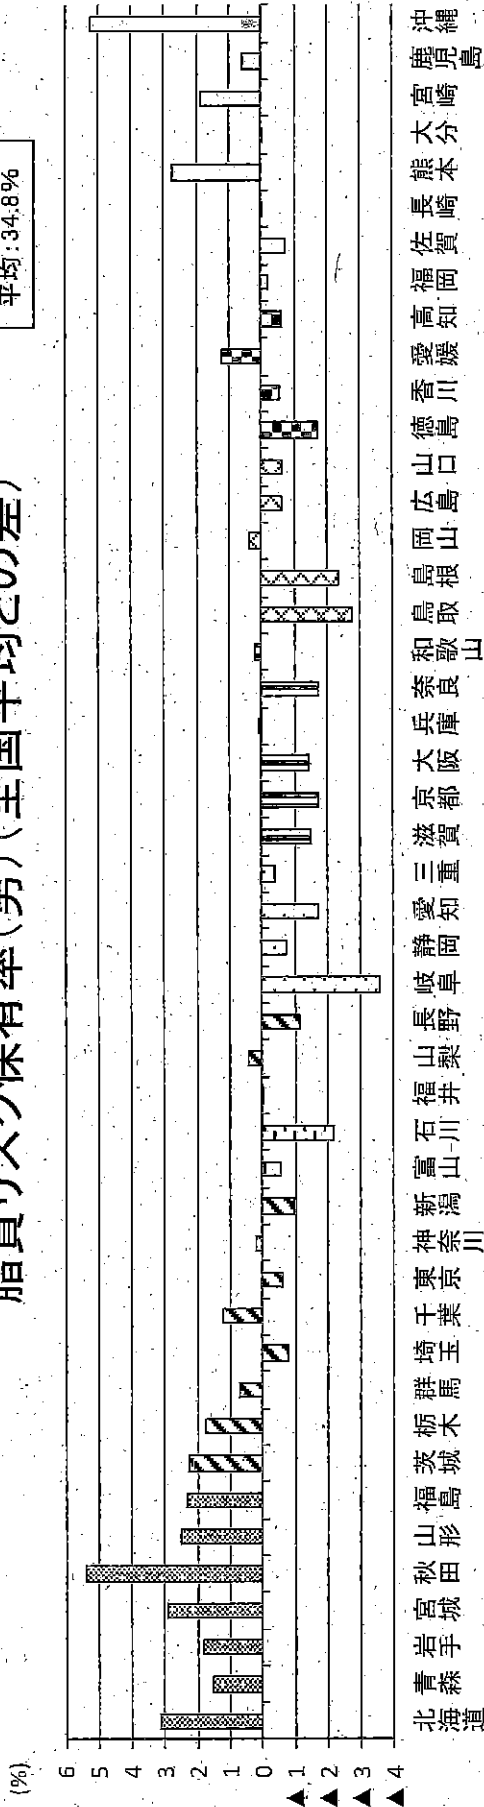 脂質リスク保有率(男)(全国平均との差)
平均:34.8%
(%)
6
5
4
3
2
1
0
▲1
▲2
▲3
▲4
北海道
青森
岩手
宮城
秋田
山形
福島
茨城
栃木
群馬
埼玉
千葉
東京
神奈川
新潟
富山
石川
福井
山梨
長野
岐阜
静岡
愛知
三重
滋賀
京都
大阪
兵庫
奈良
和歌山
鳥取
島根
岡山
広島
山口
徳島
香川
愛媛
高知
福岡
佐賀
長崎
熊本
大分
宮崎
鹿児島
沖縄